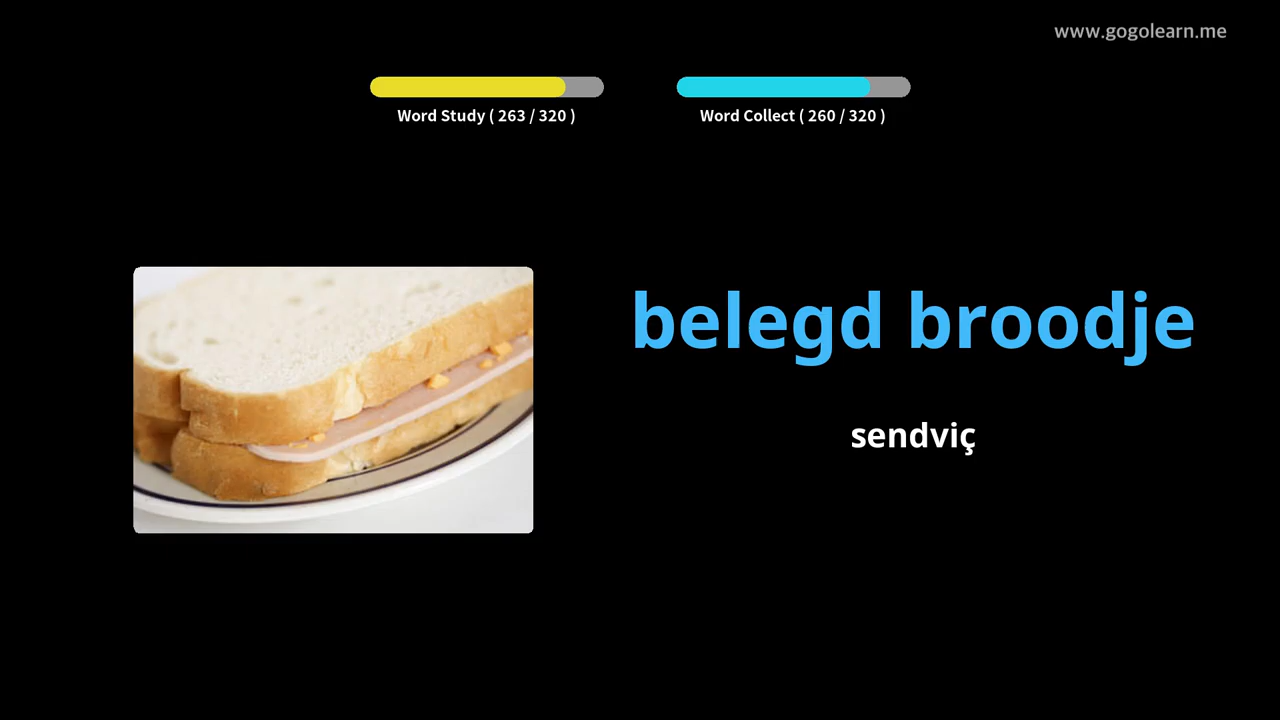 www.gogolearn.me
Word Study ( 263 / 320 )
Word Collect ( 260 / 320 )
belegd broodje
sendviç